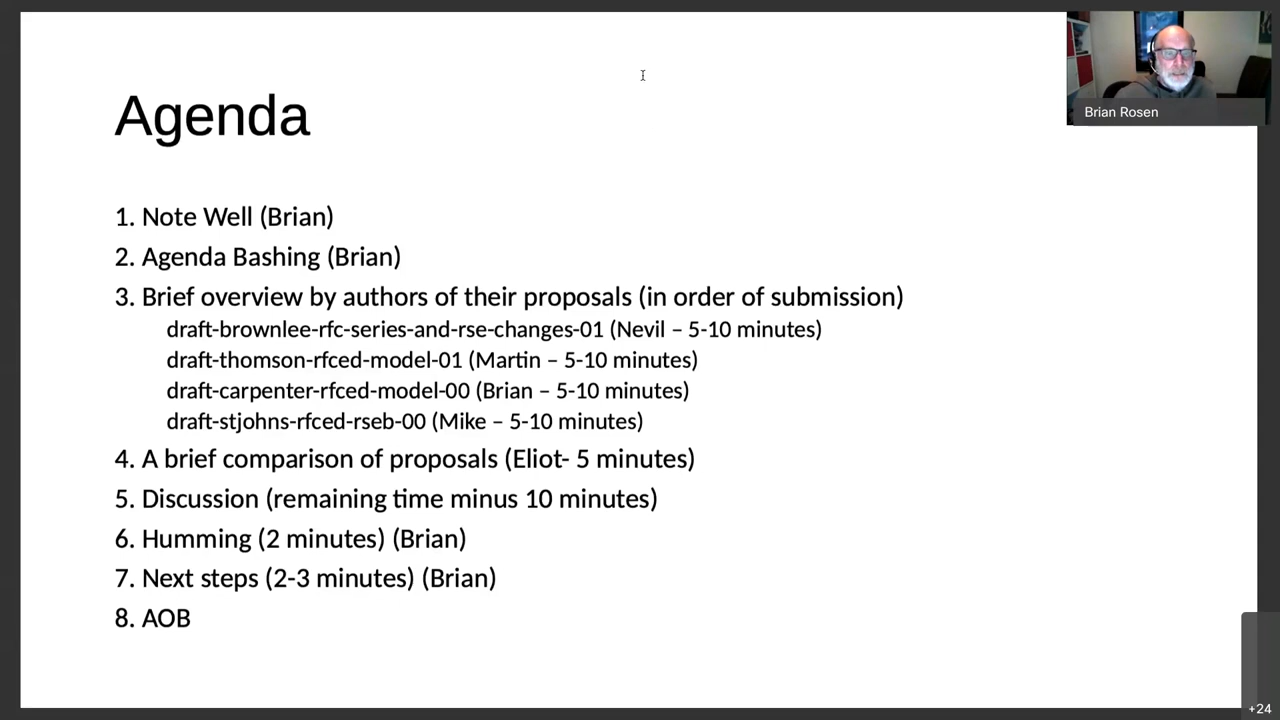 Agenda
1. Note Well (Brian)
2. Agenda Bashing (Brian)
3. Brief overview by authors of their proposals (in order of submission)
draft-brownlee-rfc-series-and-rse-changes-01 (Nevil – 5-10 minutes)
draft-thomson-rfced-model-01 (Martin – 5-10 minutes)
draft-carpenter-rfced-model-00 (Brian – 5-10 minutes)
draft-stjohns-rfced-rseb-00 (Mike – 5-10 minutes)
4. A brief comparison of proposals (Eliot- 5 minutes)
5. Discussion (remaining time minus 10 minutes)
6. Humming (2 minutes) (Brian)
7. Next steps (2-3 minutes) (Brian)
8. AOB
Brian Rosen
+24